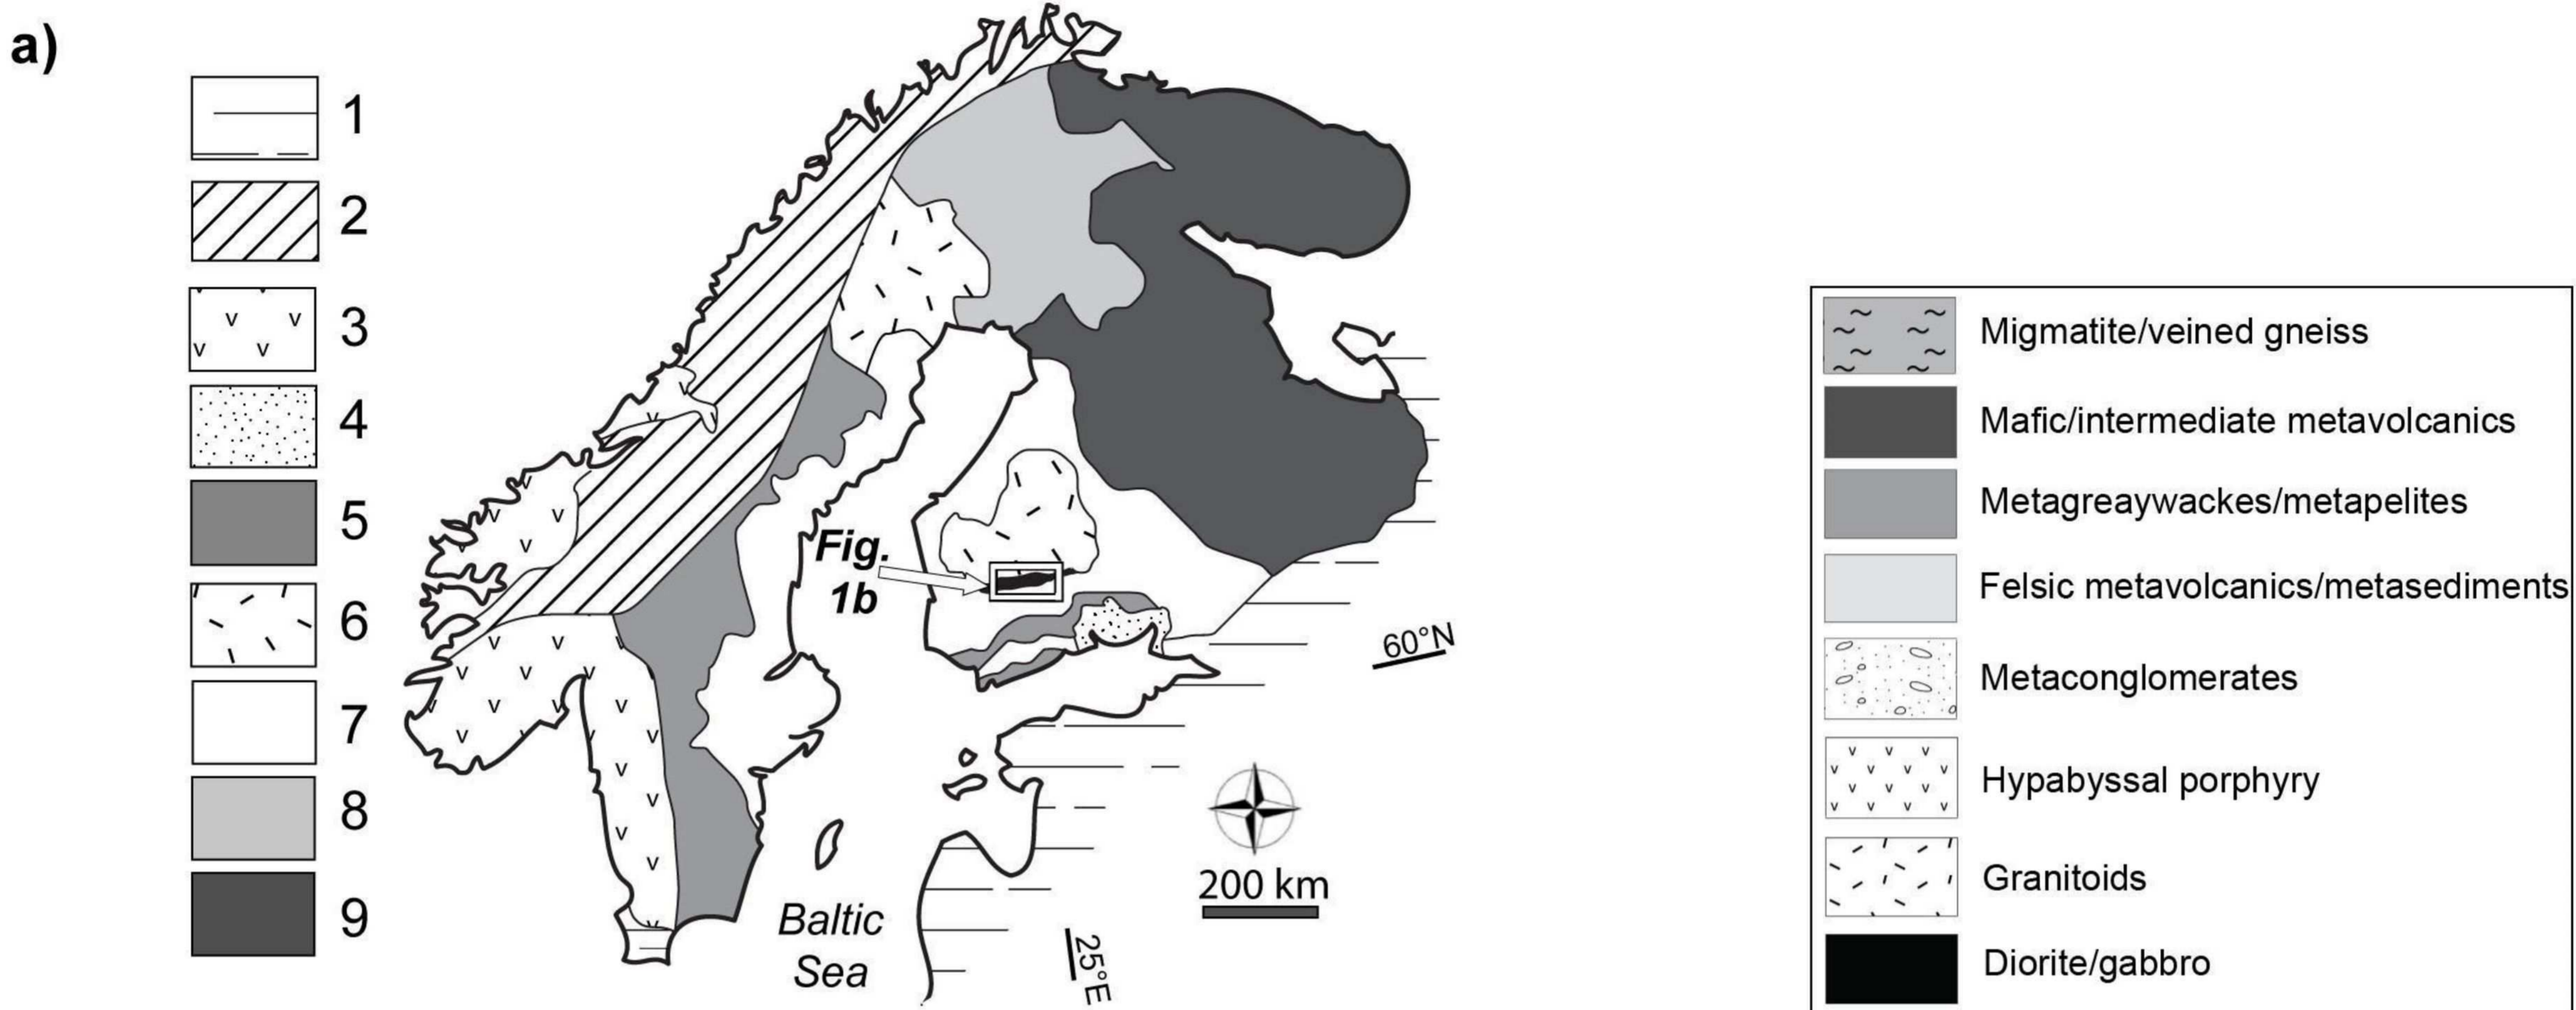 a)
1
2
3
4
5
6
7
8
9
Fig.
1b
Baltic
Sea
200 km
60°N
25°E
Migmatite/veined gneiss
Mafic/intermediate metavolcanics
Metagreaywackes/metapelites
Felsic metavolcanics/metasediments
Metaconglomerates
Hypabyssal porphyry
Granitoids
Diorite/gabbro